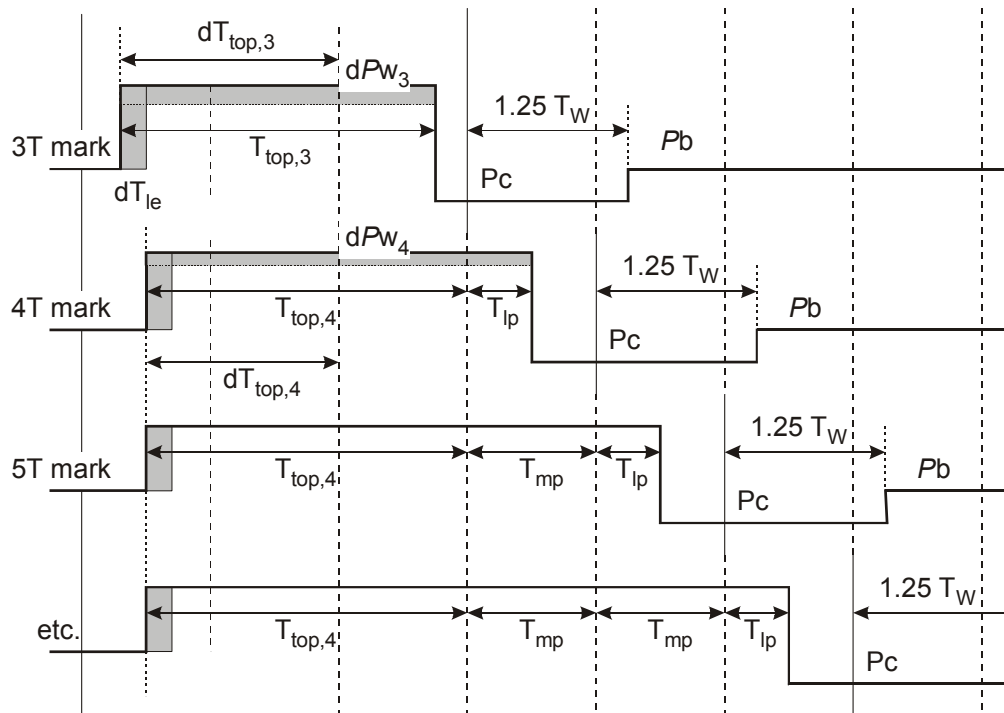 dT_top,3
dPw_3
1.25 T_W
3T mark
T_top,3
Pb
Pc
dT_le
dPw_4
1.25 T_W
4T mark
T_top,4
T_lp
Pb
Pc
dT_top,4
1.25 T_W
5T mark
T_top,4
T_mp
T_lp
Pb
Pc
1.25 T_W
etc.
T_top,4
T_mp
T_mp
T_lp
Pc